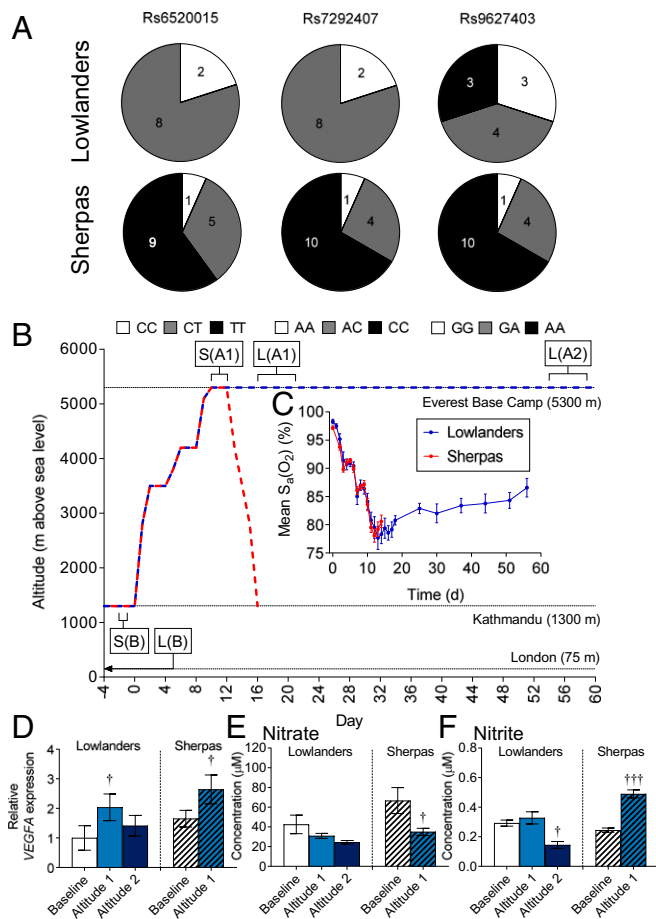 A
Rs6520015 Rs7292407 Rs9627403
Lowlanders
2 2 3 3
8 8 4
Sherpas
1 1 1
9 5 10 4 10 4
CC CT TT AA AC CC GG GA AA
B
Altitude (m above sea level)
6000
5000
4000
3000
2000
1000
0
S(A1) L(A1) L(A2)
Everest Base Camp (5300 m)
C
Mean Sa(O2) (%)
100
95
90
85
80
75
Lowlanders
Sherpas
0 10 20 30 40 50 60
Time (d)
Kathmandu (1300 m)
S(B) L(B)
London (75 m)
4 0 4 8 12 16 20 24 28 32 36 40 44 48 52 56 60
Day
D
Lowlanders Sherpas
Relative
VEGFA expression
4
3
2
1
0
† †
Baseline Altitude 1 Altitude 2 Baseline Altitude 1
E Nitrate
Lowlanders Sherpas
Concentration (μM)
120
100
80
60
40
20
0
†
Baseline Altitude 1 Altitude 2 Baseline Altitude 1
F Nitrite
Lowlanders Sherpas
Concentration (μM)
0.8
0.6
0.4
0.2
0.0
† †††
Baseline Altitude 1 Altitude 2 Baseline Altitude 1